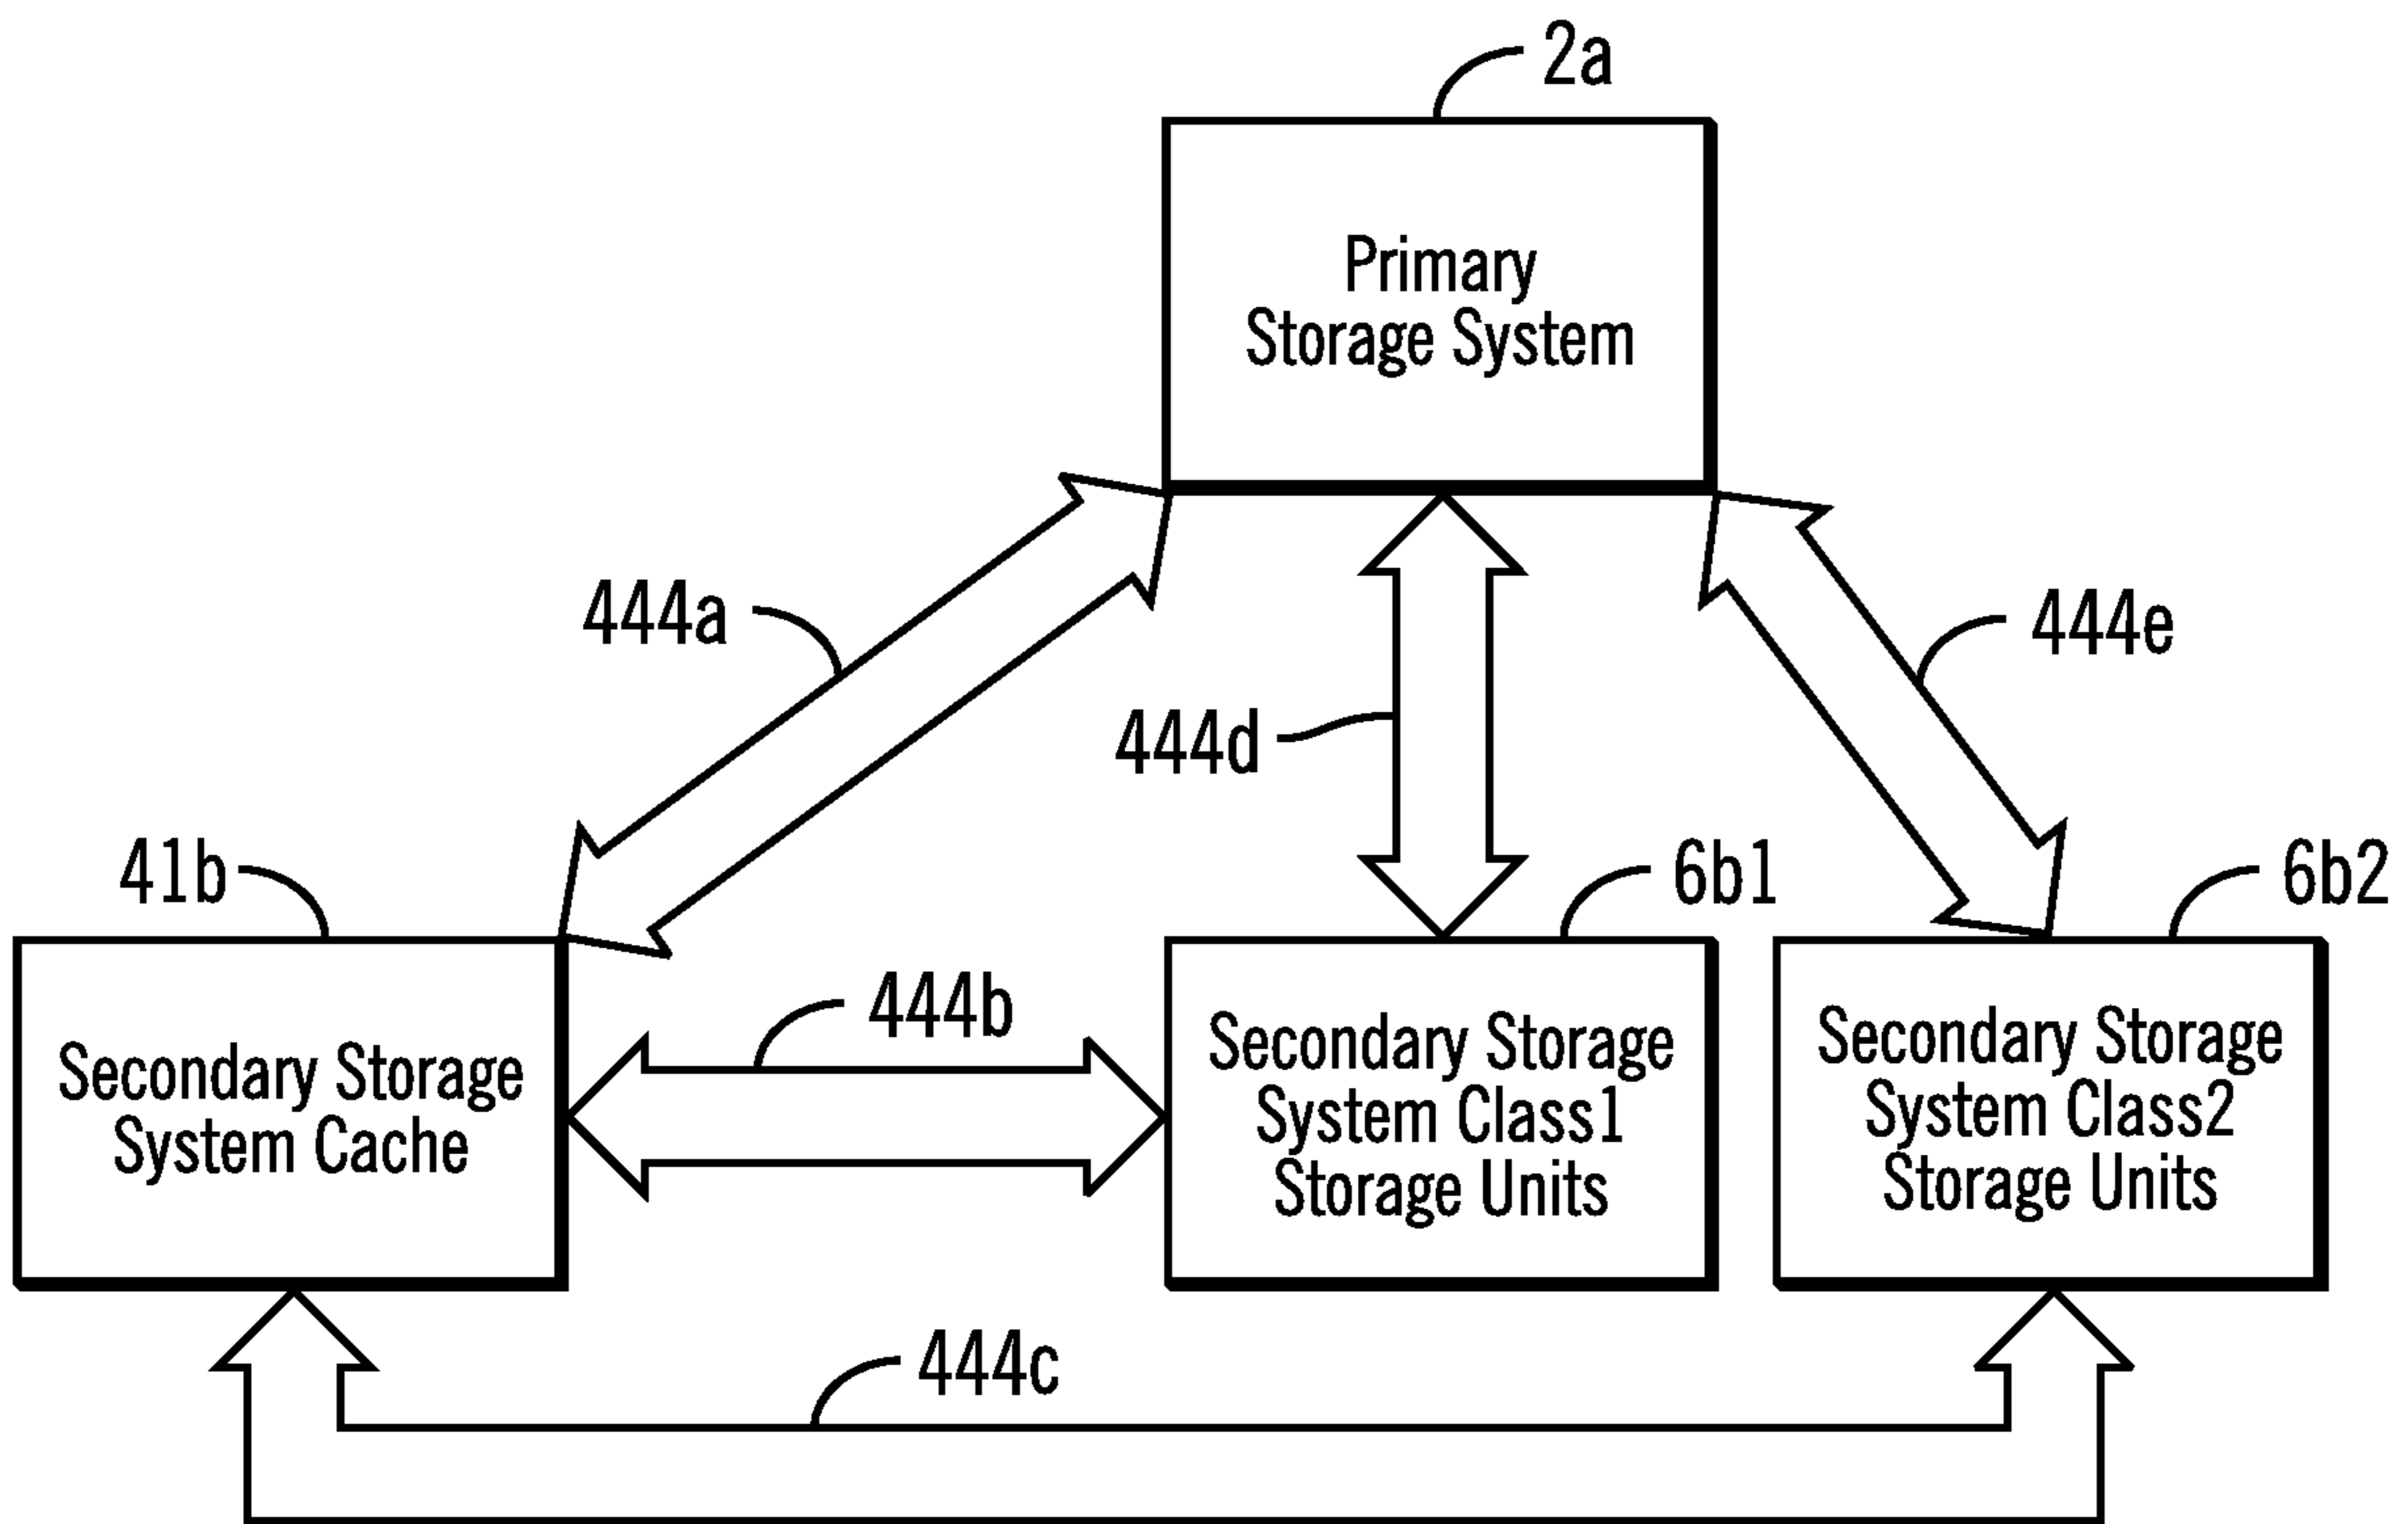 2a
Primary
Storage System
444a
444e
444d
41b
6b1
6b2
444b
Secondary Storage
System Cache
Secondary Storage
System Class1
Storage Units
Secondary Storage
System Class2
Storage Units
444c